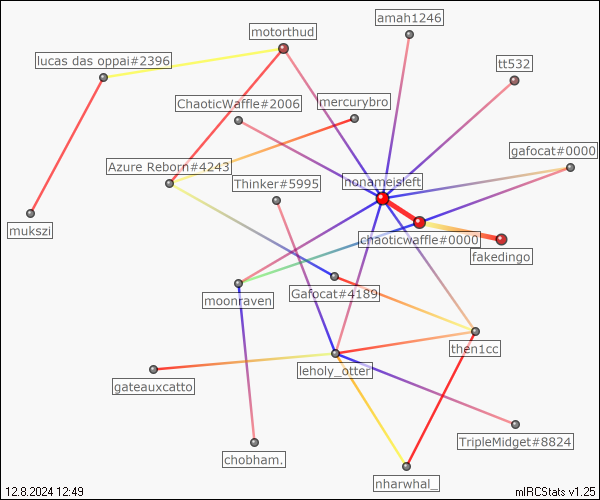 amah1246
motorthud
lucas das oppai#2396
tt532
ChaoticWaffle#2006
mercurybro
gafocat#0000
Azure Reborn#4243
Thinker#5995
nonameisleft
mukszi
chaoticwaffle#0000
fakedingo
moonraven
Gafocat#4189
then1cc
leholy_otter
gateauxcatto
TripleMidget#8824
chobham.
nharwhal_
12.8.2024 12:49
mIRCStats v1.25